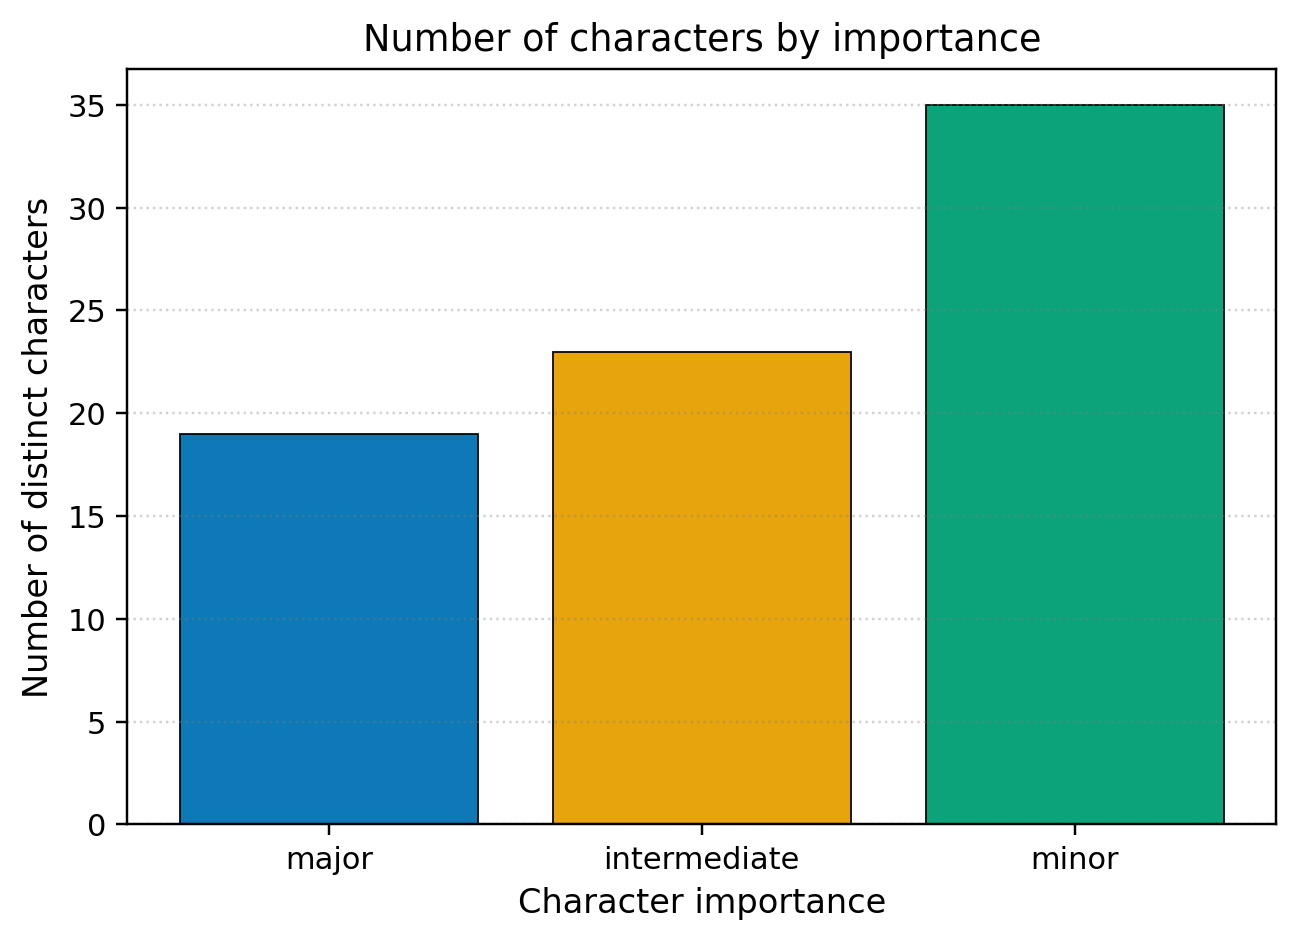 Number of characters by importance
Number of distinct characters
35
30
25
20
15
10
5
0
major
intermediate
minor
Character importance